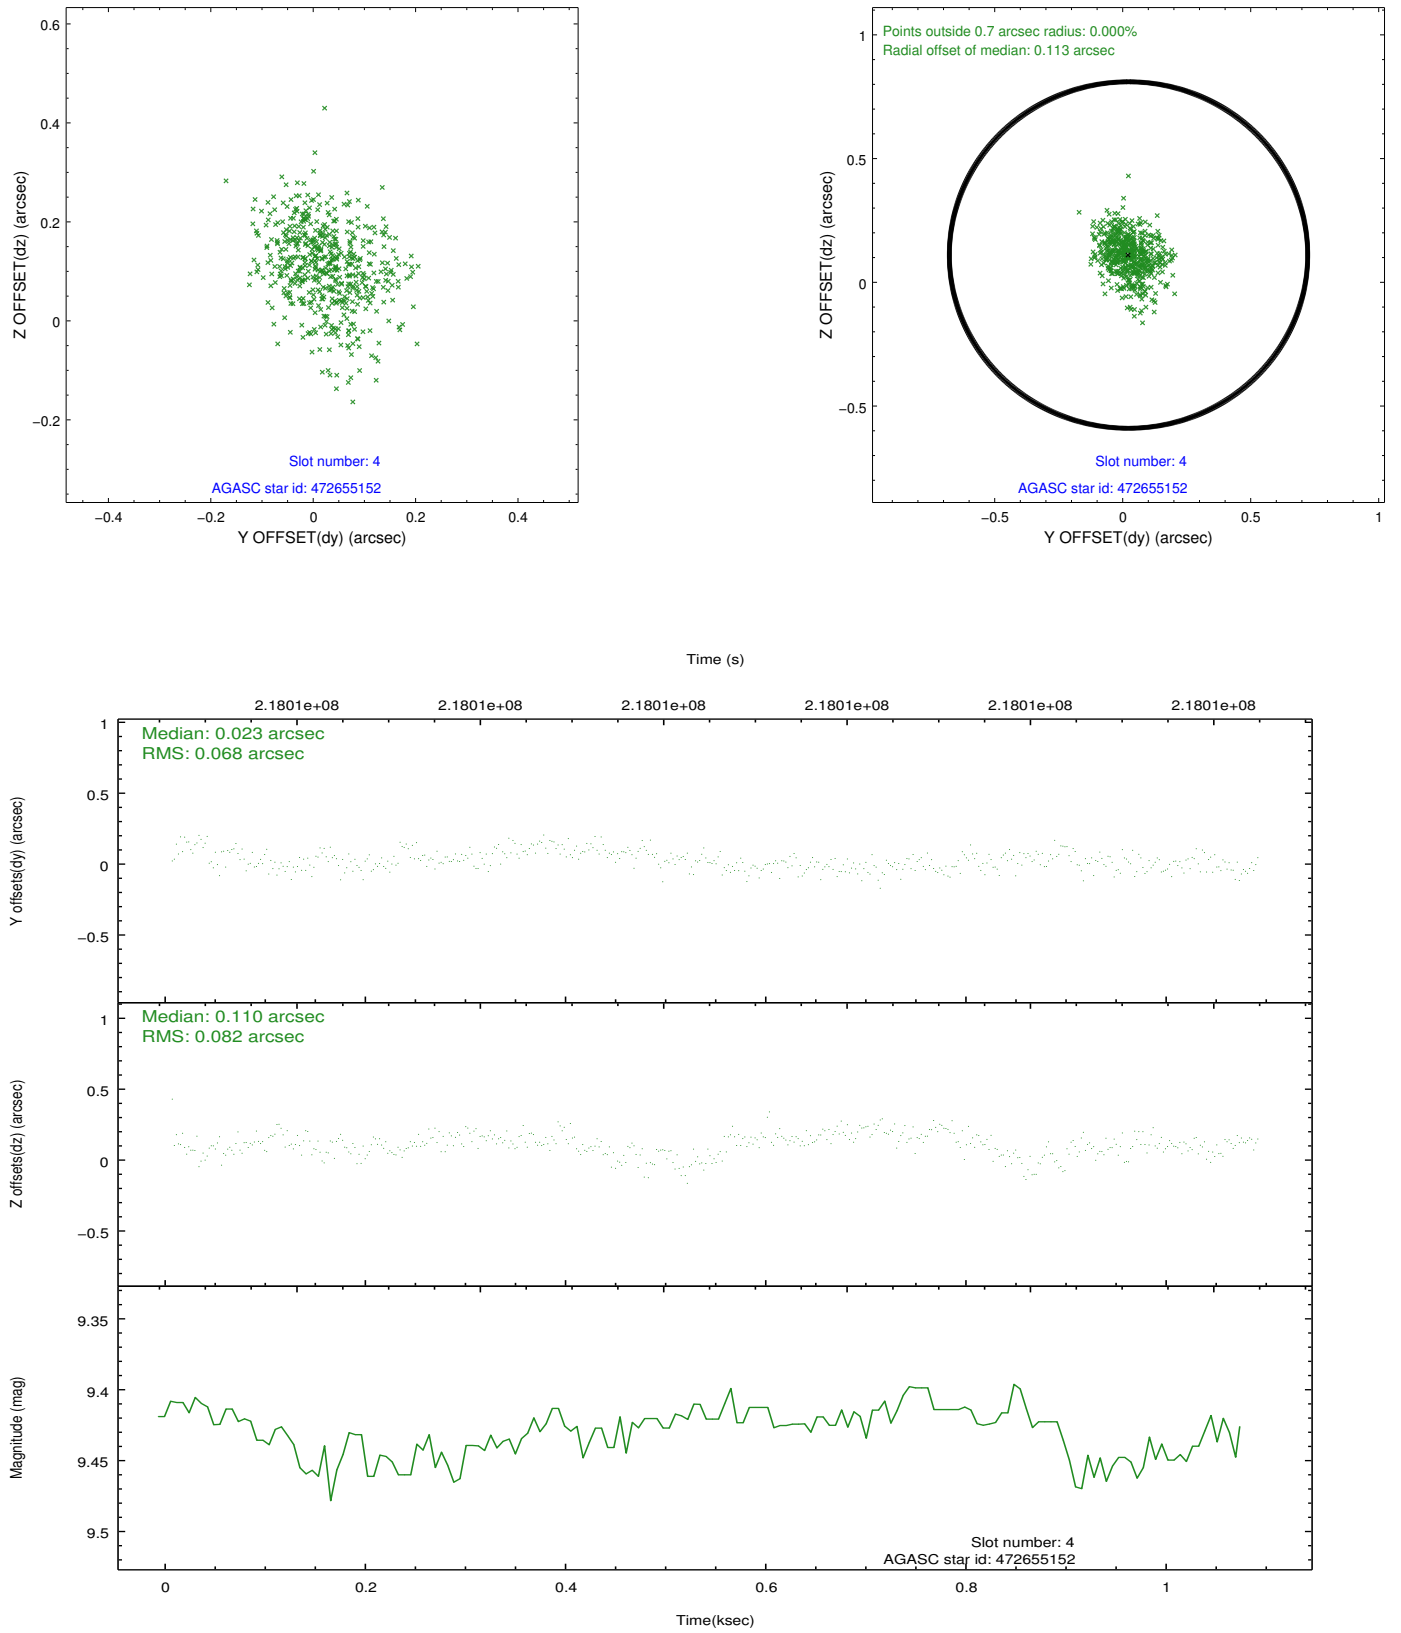 0.6
0.4
0.2
0
−0.2
Z OFFSET(dz) (arcsec)
Slot number: 4
AGASC star id: 472655152
−0.4 −0.2 0 0.2 0.4
Y OFFSET(dy) (arcsec)
Points outside 0.7 arcsec radius: 0.000%
Radial offset of median: 0.113 arcsec
1
0.5
0
−0.5
Z OFFSET(dz) (arcsec)
Slot number: 4
AGASC star id: 472655152
−0.5 0 0.5 1
Y OFFSET(dy) (arcsec)
Time (s)
2.1801e+08 2.1801e+08 2.1801e+08 2.1801e+08 2.1801e+08 2.1801e+08
Median: 0.023 arcsec
RMS: 0.068 arcsec
1
0.5
0
−0.5
Y offsets(dy) (arcsec)
Median: 0.110 arcsec
RMS: 0.082 arcsec
1
0.5
0
−0.5
Z offsets(dz) (arcsec)
9.35
9.4
9.45
9.5
Magnitude (mag)
Slot number: 4
AGASC star id: 472655152
0 0.2 0.4 0.6 0.8 1
Time(ksec)